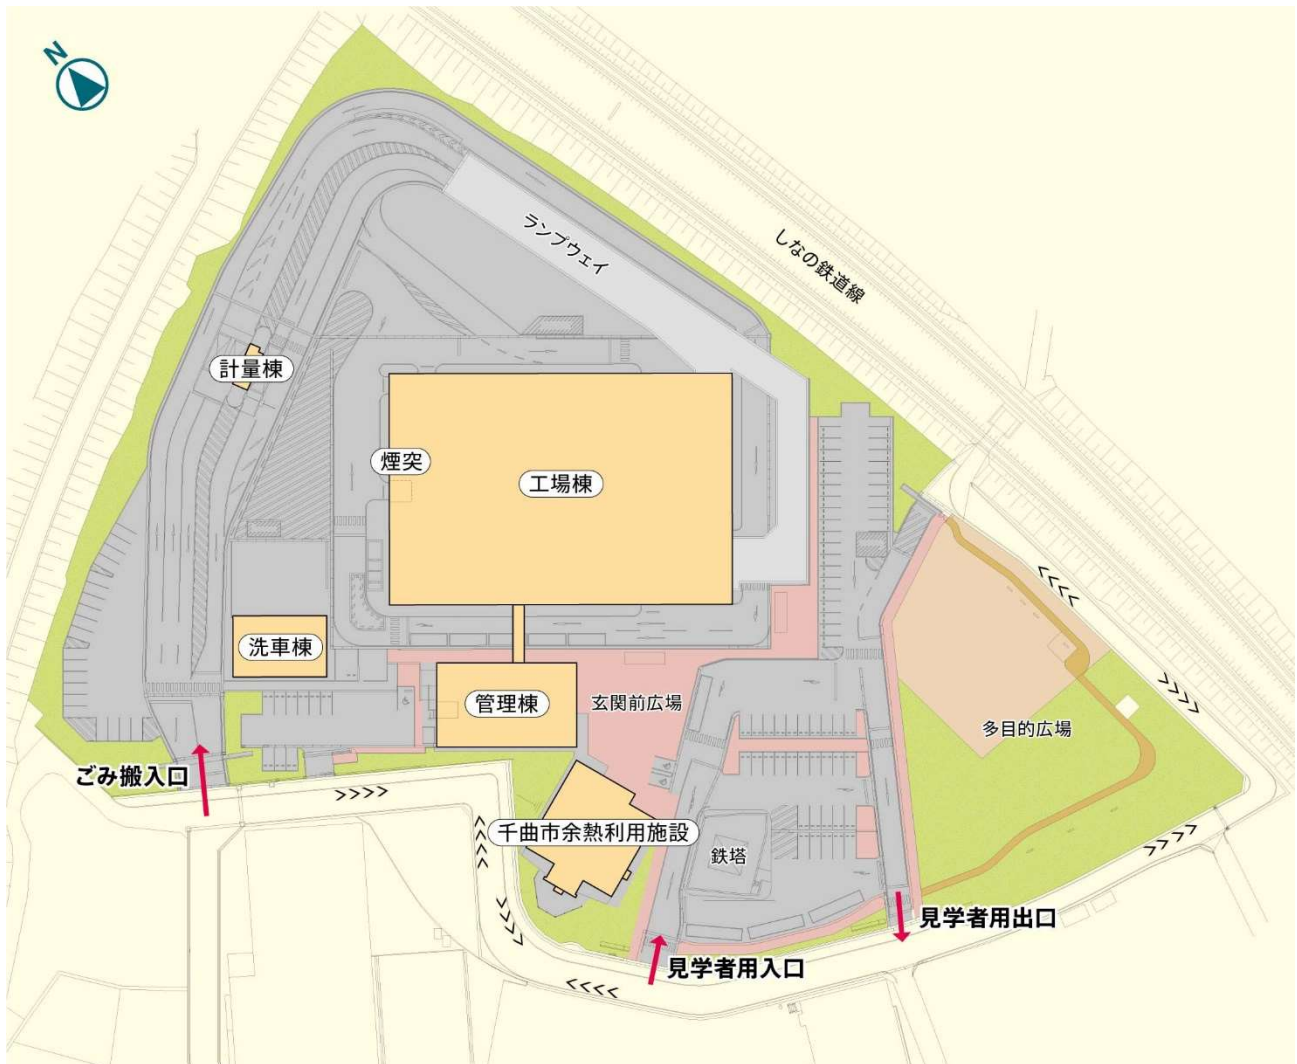 N
ランプウェイ
しなの鉄道線
計量棟
煙突
工場棟
洗車棟
管理棟
玄関前広場
多目的広場
ごみ搬入口
千曲市余熱利用施設
鉄塔
見学者用出口
見学者用入口